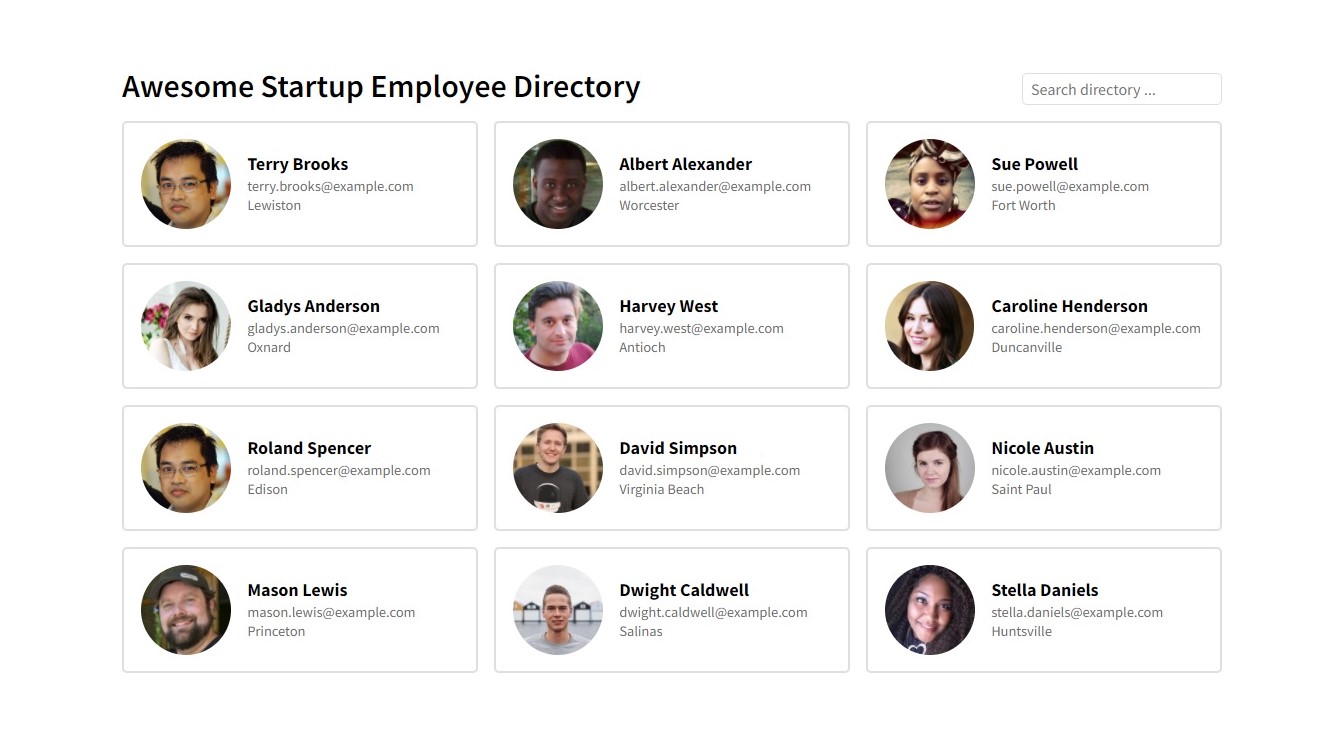 Awesome Startup Employee Directory
Search directory ...
Terry Brooks
terry.brooks@example.com
Lewiston
Albert Alexander
albert.alexander@example.com
Worcester
Sue Powell
sue.powell@example.com
Fort Worth
Gladys Anderson
gladys.anderson@example.com
Oxnard
Harvey West
harvey.west@example.com
Antioch
Caroline Henderson
caroline.henderson@example.com
Duncanville
Roland Spencer
roland.spencer@example.com
Edison
David Simpson
david.simpson@example.com
Virginia Beach
Nicole Austin
nicole.austin@example.com
Saint Paul
Mason Lewis
mason.lewis@example.com
Princeton
Dwight Caldwell
dwight.caldwell@example.com
Salinas
Stella Daniels
stella.daniels@example.com
Huntsville